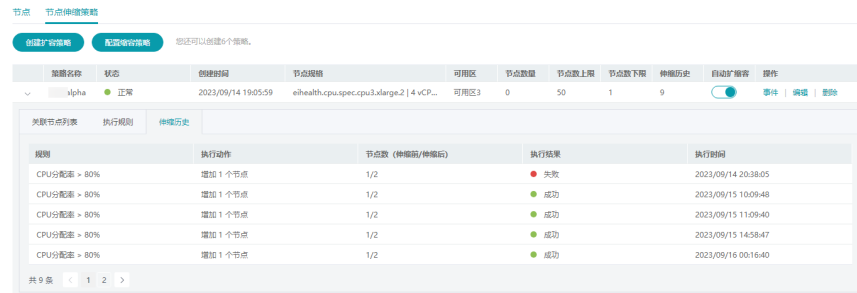 节点 节点伸缩策略
创建扩容策略 配置缩容策略 您还可以创建6个策略。
策略名称 状态 创建时间 节点规格 可用区 节点数量 节点数上限 节点数下限 伸缩历史 自动扩缩容 操作
alpha 正常 2023/09/14 19:05:59 eihealth.cpu.spec.cpu3.xlarge.2 | 4 vCP... 可用区3 0 50 1 9 事件 | 编辑 | 删除
关联节点列表 执行规则 伸缩历史
规则 执行动作 节点数（伸缩前/伸缩后） 执行结果 执行时间
CPU分配率 > 80% 增加 1 个节点 1/2 失败 2023/09/14 20:38:05
CPU分配率 > 80% 增加 1 个节点 1/2 成功 2023/09/15 10:09:48
CPU分配率 > 80% 增加 1 个节点 1/2 成功 2023/09/15 11:09:40
CPU分配率 > 80% 增加 1 个节点 1/2 成功 2023/09/15 14:58:47
CPU分配率 > 80% 增加 1 个节点 1/2 成功 2023/09/16 00:16:40
共 9 条 < 1 2 >